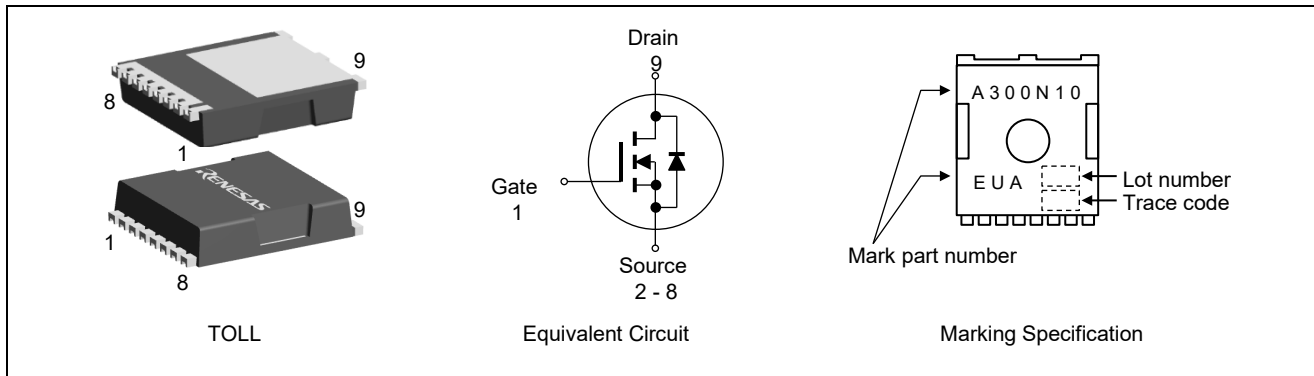 9
8
1
RENESAS
1
9
8
TOLL
Drain
9
Gate
1
Source
2 - 8
Equivalent Circuit
A300N10
EUA
Lot number
Trace code
Mark part number
Marking Specification